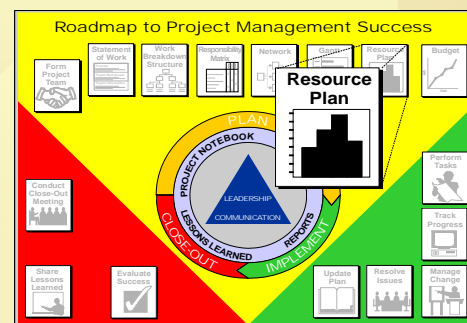 Roadmap to Project Management Success
Form
Project
Team
Statement
of Work
Work
Breakdown
Structure
Responsibility
Matrix
Network
Gantt
Resource
Plan
Budget
Resource
Plan
PLAN
PROJECT NOTEBOOK
LEADERSHIP
COMMUNICATION
LESSONS LEARNED
REPORTS
CLOSE-OUT
IMPLEMENT
Conduct
Close-Out
Meeting
Share
Lessons
Learned
Evaluate
Success
Perform
Tasks
Track
Progress
Update
Plan
Resolve
Issues
Manage
Change